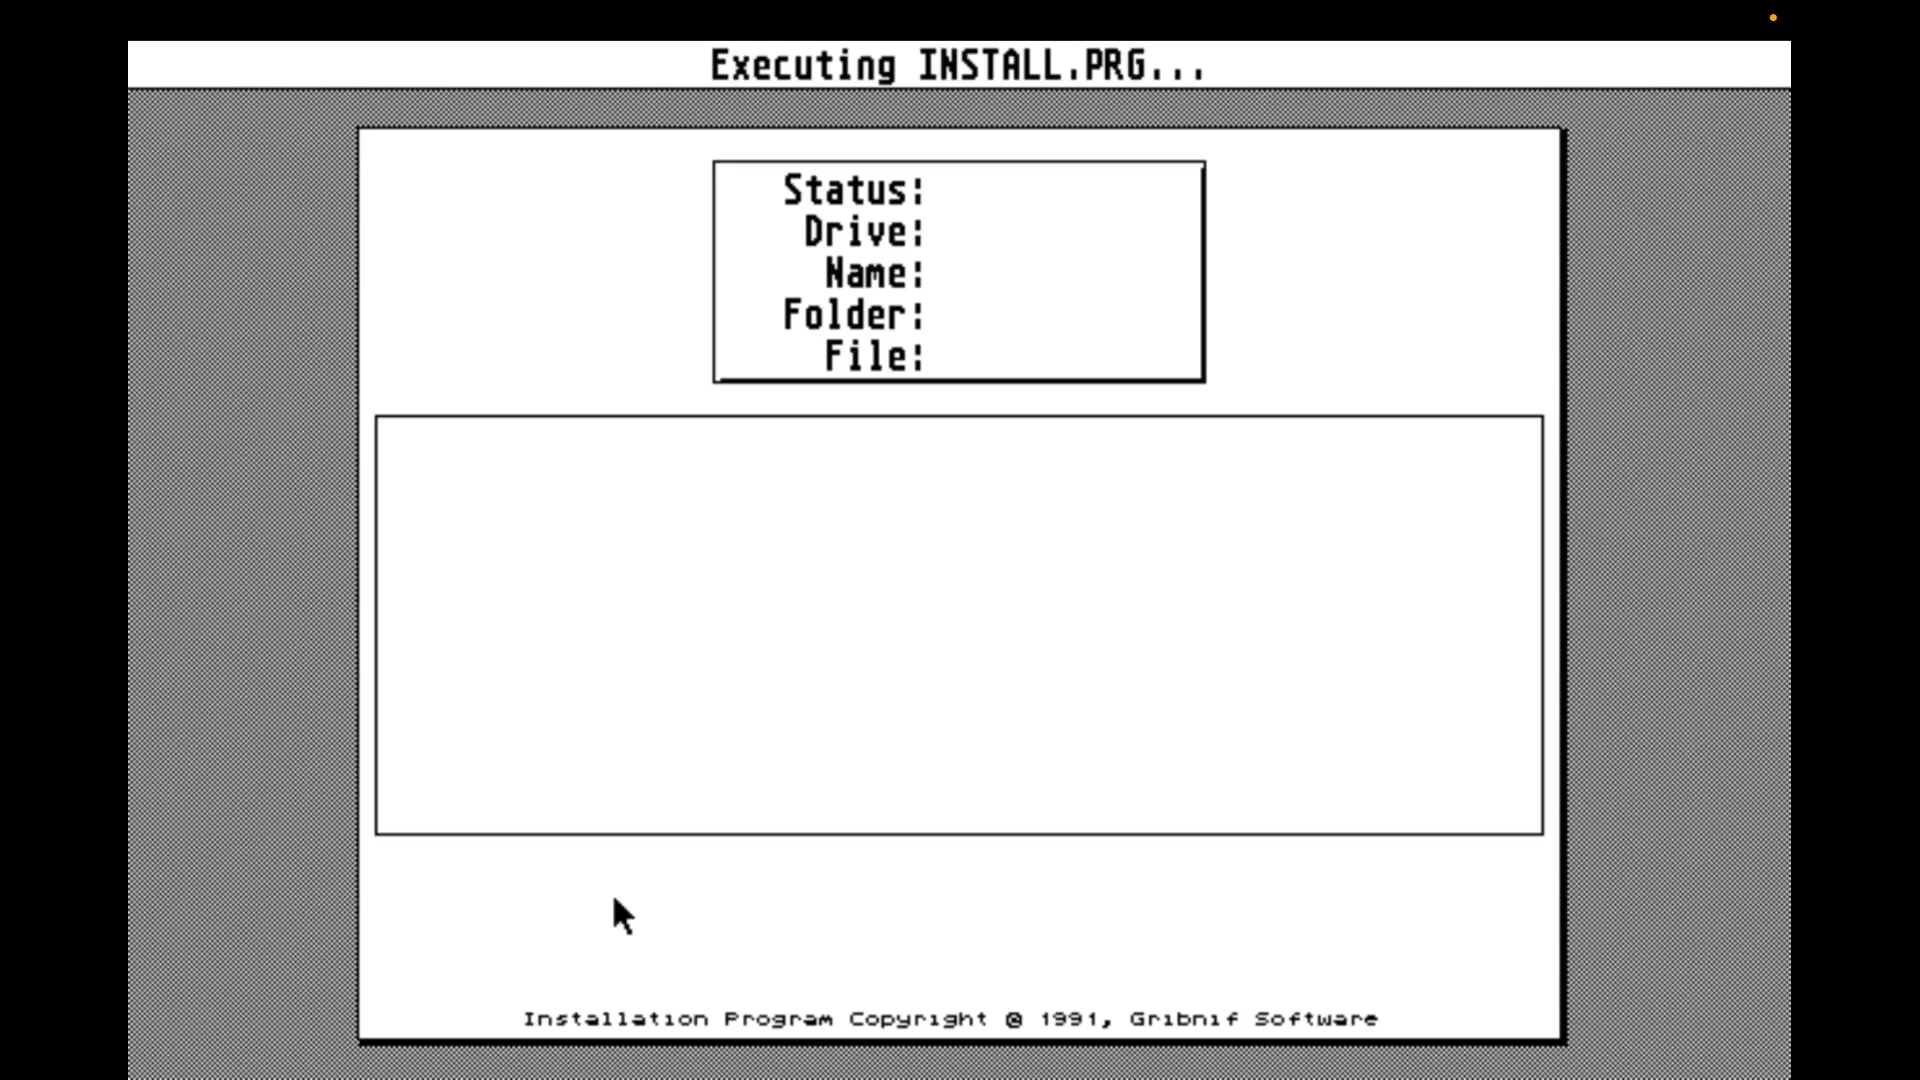 Executing INSTALL.PRG...
Status:
Drive:
Name:
Folder:
File:
Installation Program Copyright @ 1991, Gribnif Software